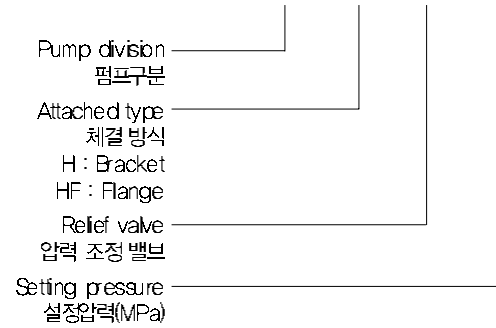 Pump division
펌프구분
Attached type
체결 방식
H : Bracket
HF : Flange
Relief valve
압력 조정 밸브
Setting pressure
설정압력(MPa)